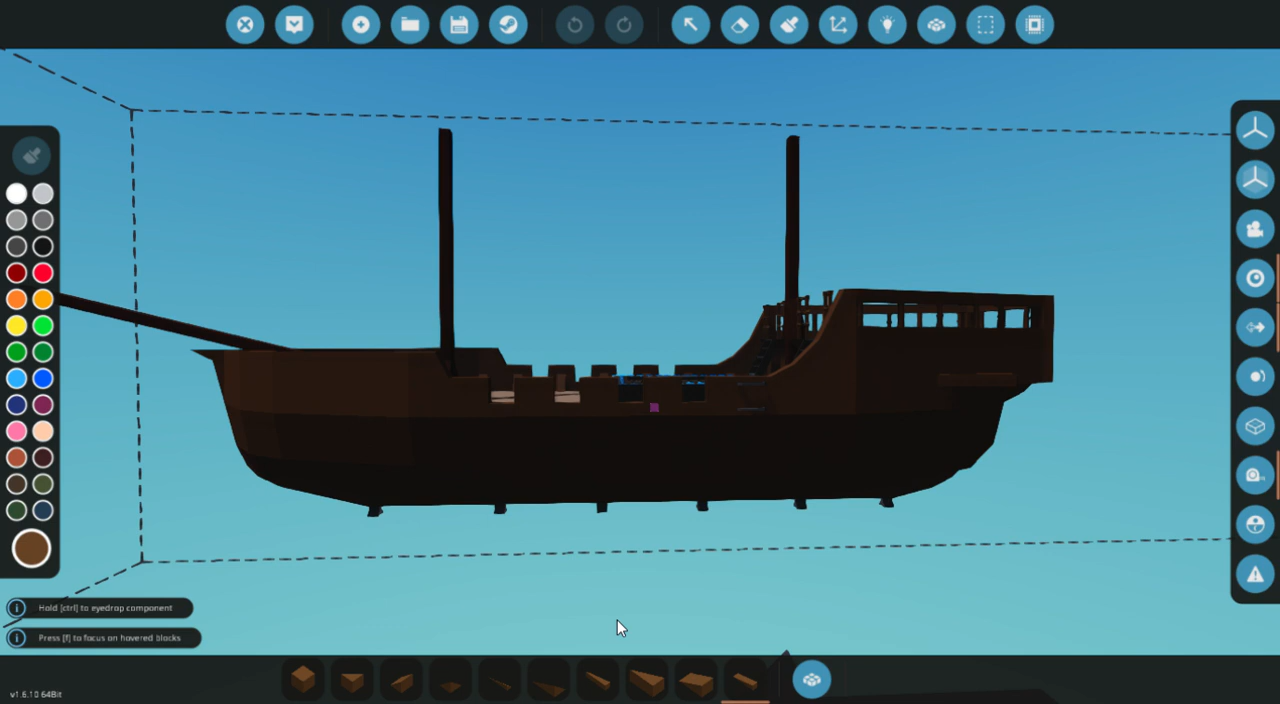 Hold [ctrl] to eyedrop component
Press [f] to focus on hovered blocks
v1.6.10 64Bit